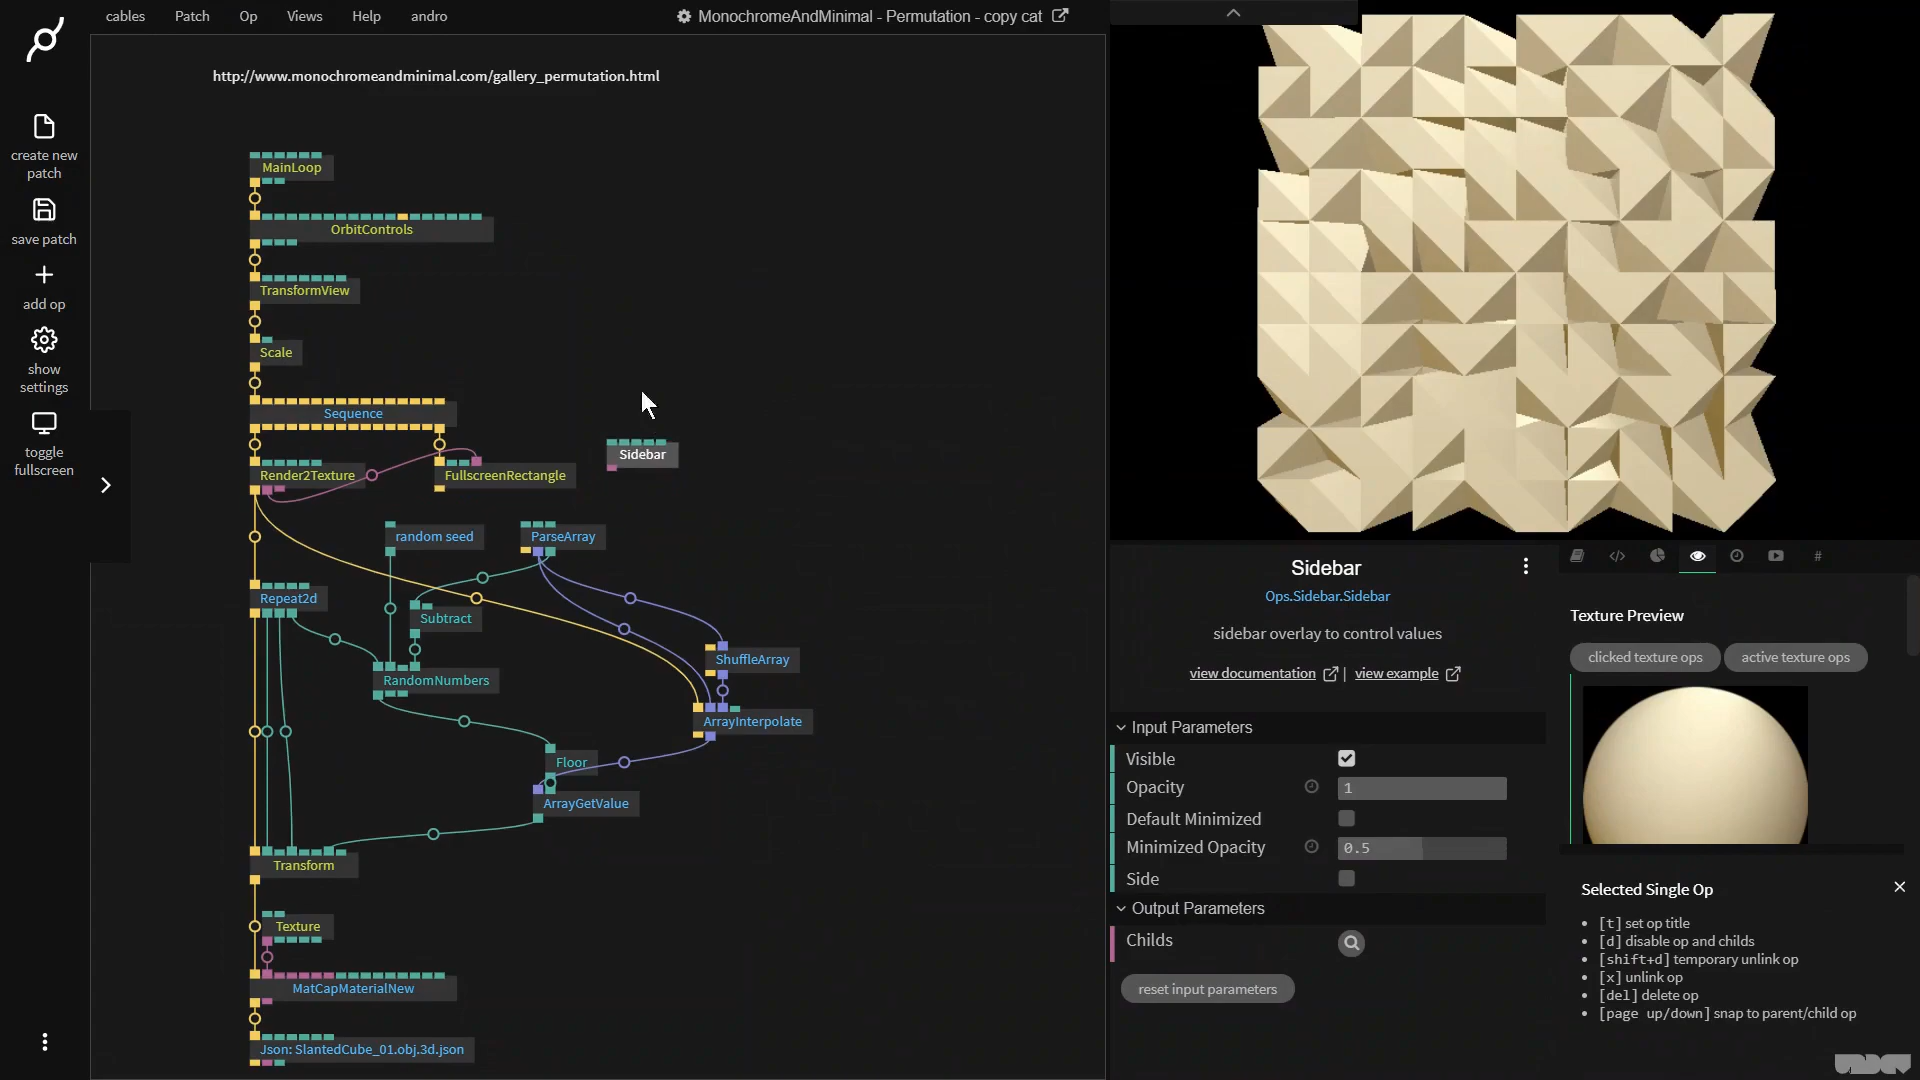 cables
Patch
Op
Views
Help
andro
MonochromeAndMinimal - Permutation - copy cat
http://www.monochromeandminimal.com/gallery_permutation.html
create new
patch
save patch
add op
show
settings
toggle
fullscreen
MainLoop
OrbitControls
TransformView
Scale
Sequence
Render2Texture
FullscreenRectangle
Sidebar
random seed
ParseArray
Repeat2d
Subtract
RandomNumbers
ShuffleArray
ArrayInterpolate
Floor
ArrayGetValue
Transform
Texture
MatCapMaterialNew
Json: SlantedCube_01.obj.3d.json
Sidebar
Ops.Sidebar.Sidebar
sidebar overlay to control values
view documentation | view example
Input Parameters
Visible
Opacity 1
Default Minimized
Minimized Opacity 0.5
Side
Output Parameters
Childs
reset input parameters
#
Texture Preview
clicked texture ops
active texture ops
Selected Single Op
• [t] set op title
• [d] disable op and childs
• [shift+d] temporary unlink op
• [x] unlink op
• [del] delete op
• [page up/down] snap to parent/child op